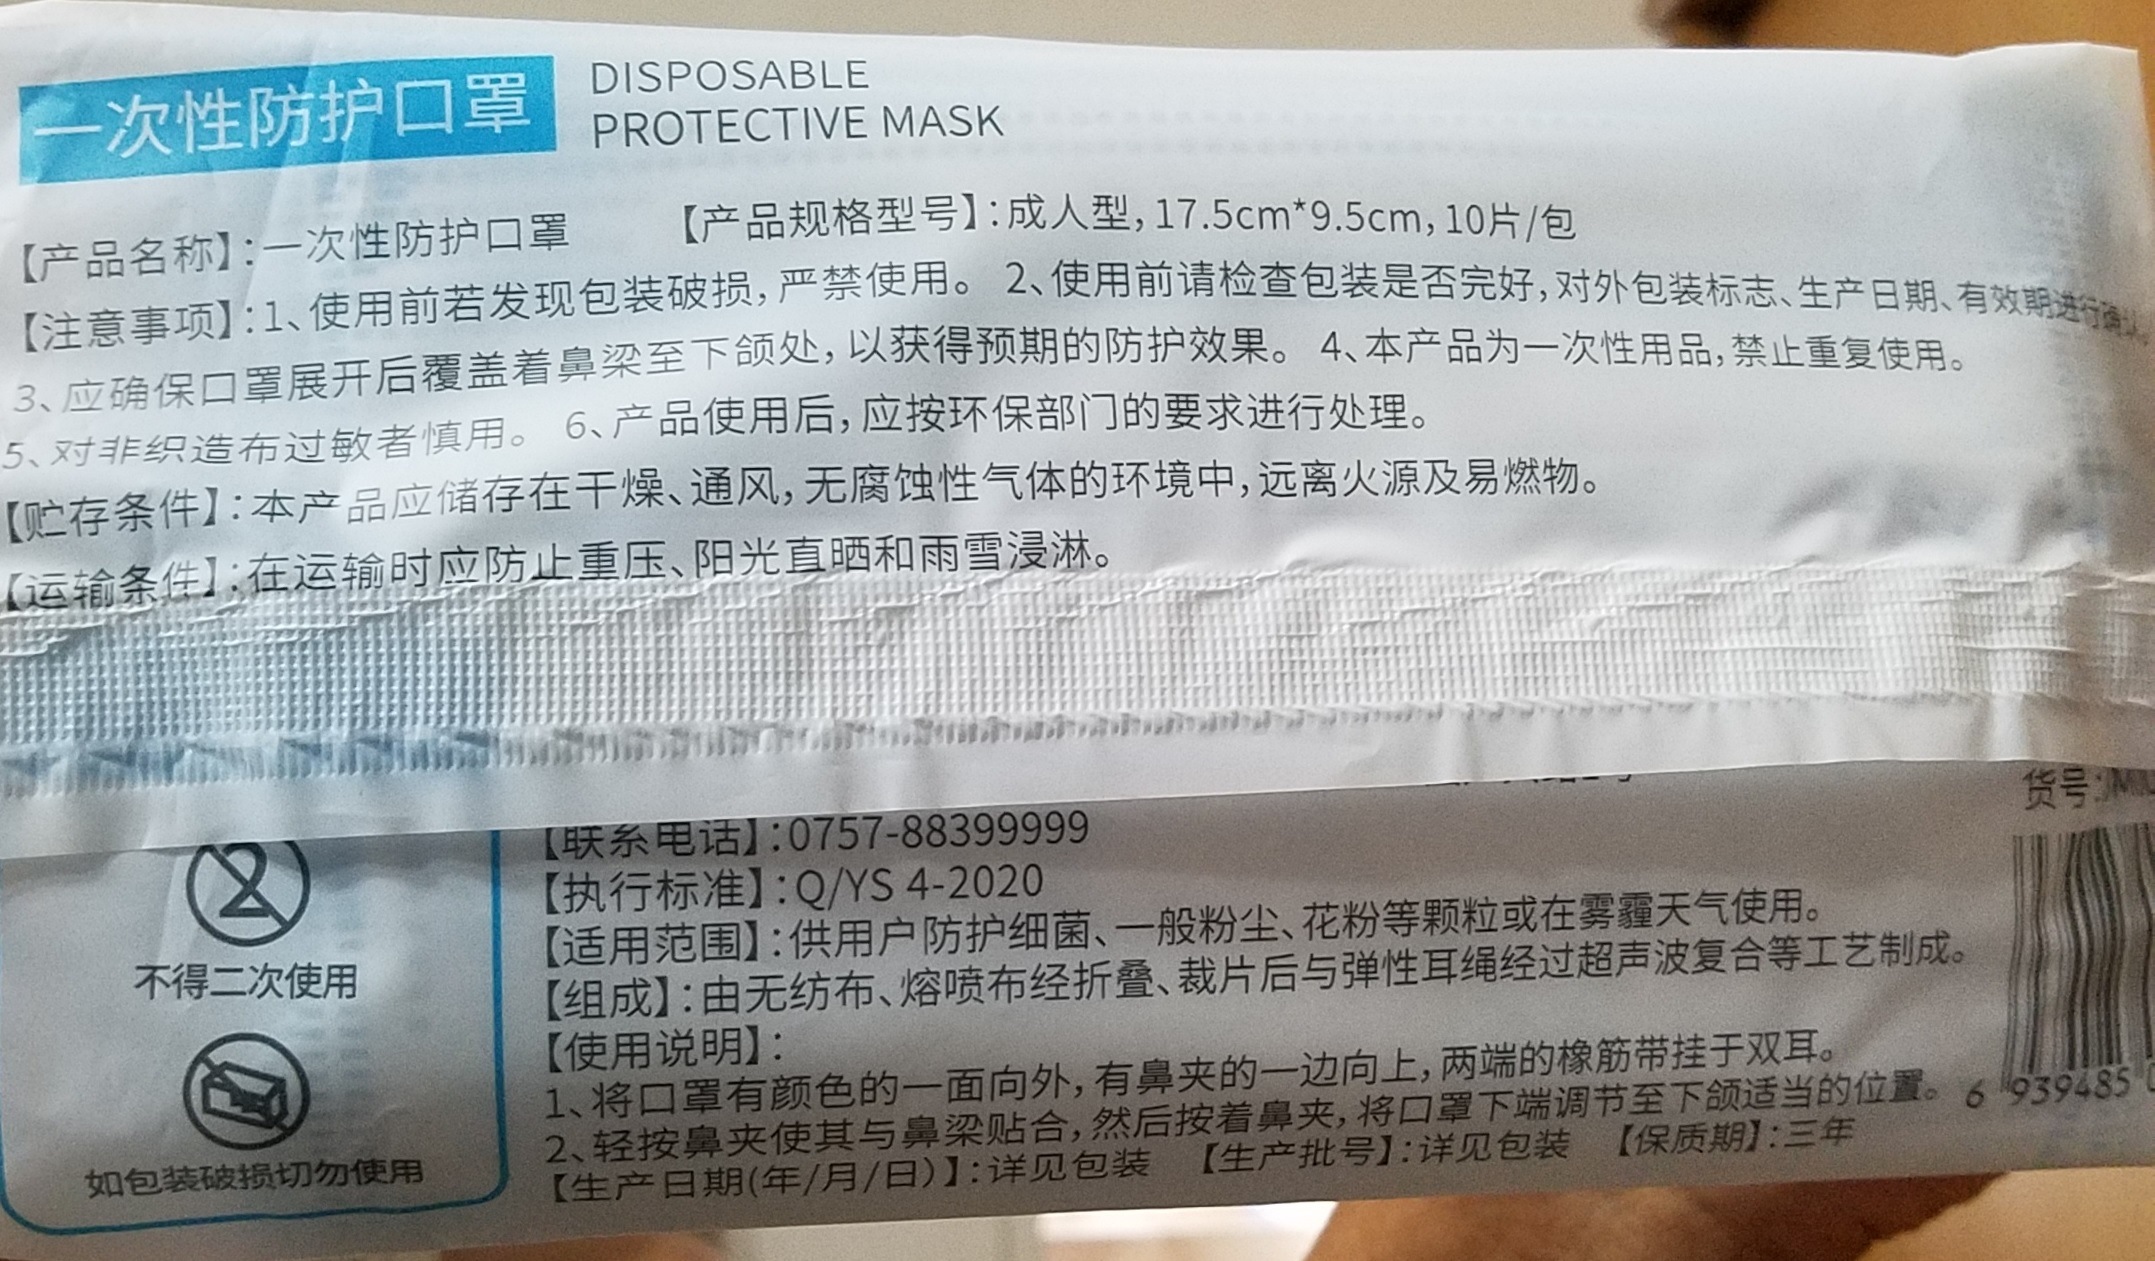 一次性防护口罩
DISPOSABLE
PROTECTIVE MASK
【产品名称】：一次性防护口罩 【产品规格型号】：成人型，17.5cm*9.5cm，10片/包
【注意事项】：1、使用前若发现包装破损，严禁使用。 2、使用前请检查包装是否完好，对外包装标志、生产日期、有效期进行确认
3、应确保口罩展开后覆盖着鼻梁至下颌处，以获得预期的防护效果。 4、本产品为一次性用品，禁止重复使用。
5、对非织造布过敏者慎用。 6、产品使用后，应按环保部门的要求进行处理。
【贮存条件】：本产品应储存在干燥、通风，无腐蚀性气体的环境中，远离火源及易燃物。
【运输条件】：在运输时应防止重压、阳光直晒和雨雪浸淋。
货号:
2
不得二次使用
如包装破损切勿使用
【联系电话】：0757-88399999
【执行标准】：Q/YS 4-2020
【适用范围】：供用户防护细菌、一般粉尘、花粉等颗粒或在雾霾天气使用。
【组成】：由无纺布、熔喷布经折叠、裁片后与弹性耳绳经过超声波复合等工艺制成。
【使用说明】：
1、将口罩有颜色的一面向外，有鼻夹的一边向上，两端的橡筋带挂于双耳。
2、轻按鼻夹使其与鼻梁贴合，然后按着鼻夹，将口罩下端调节至下颌适当的位置。
【生产日期(年/月/日)】：详见包装 【生产批号】：详见包装 【保质期】：三年
6 939485